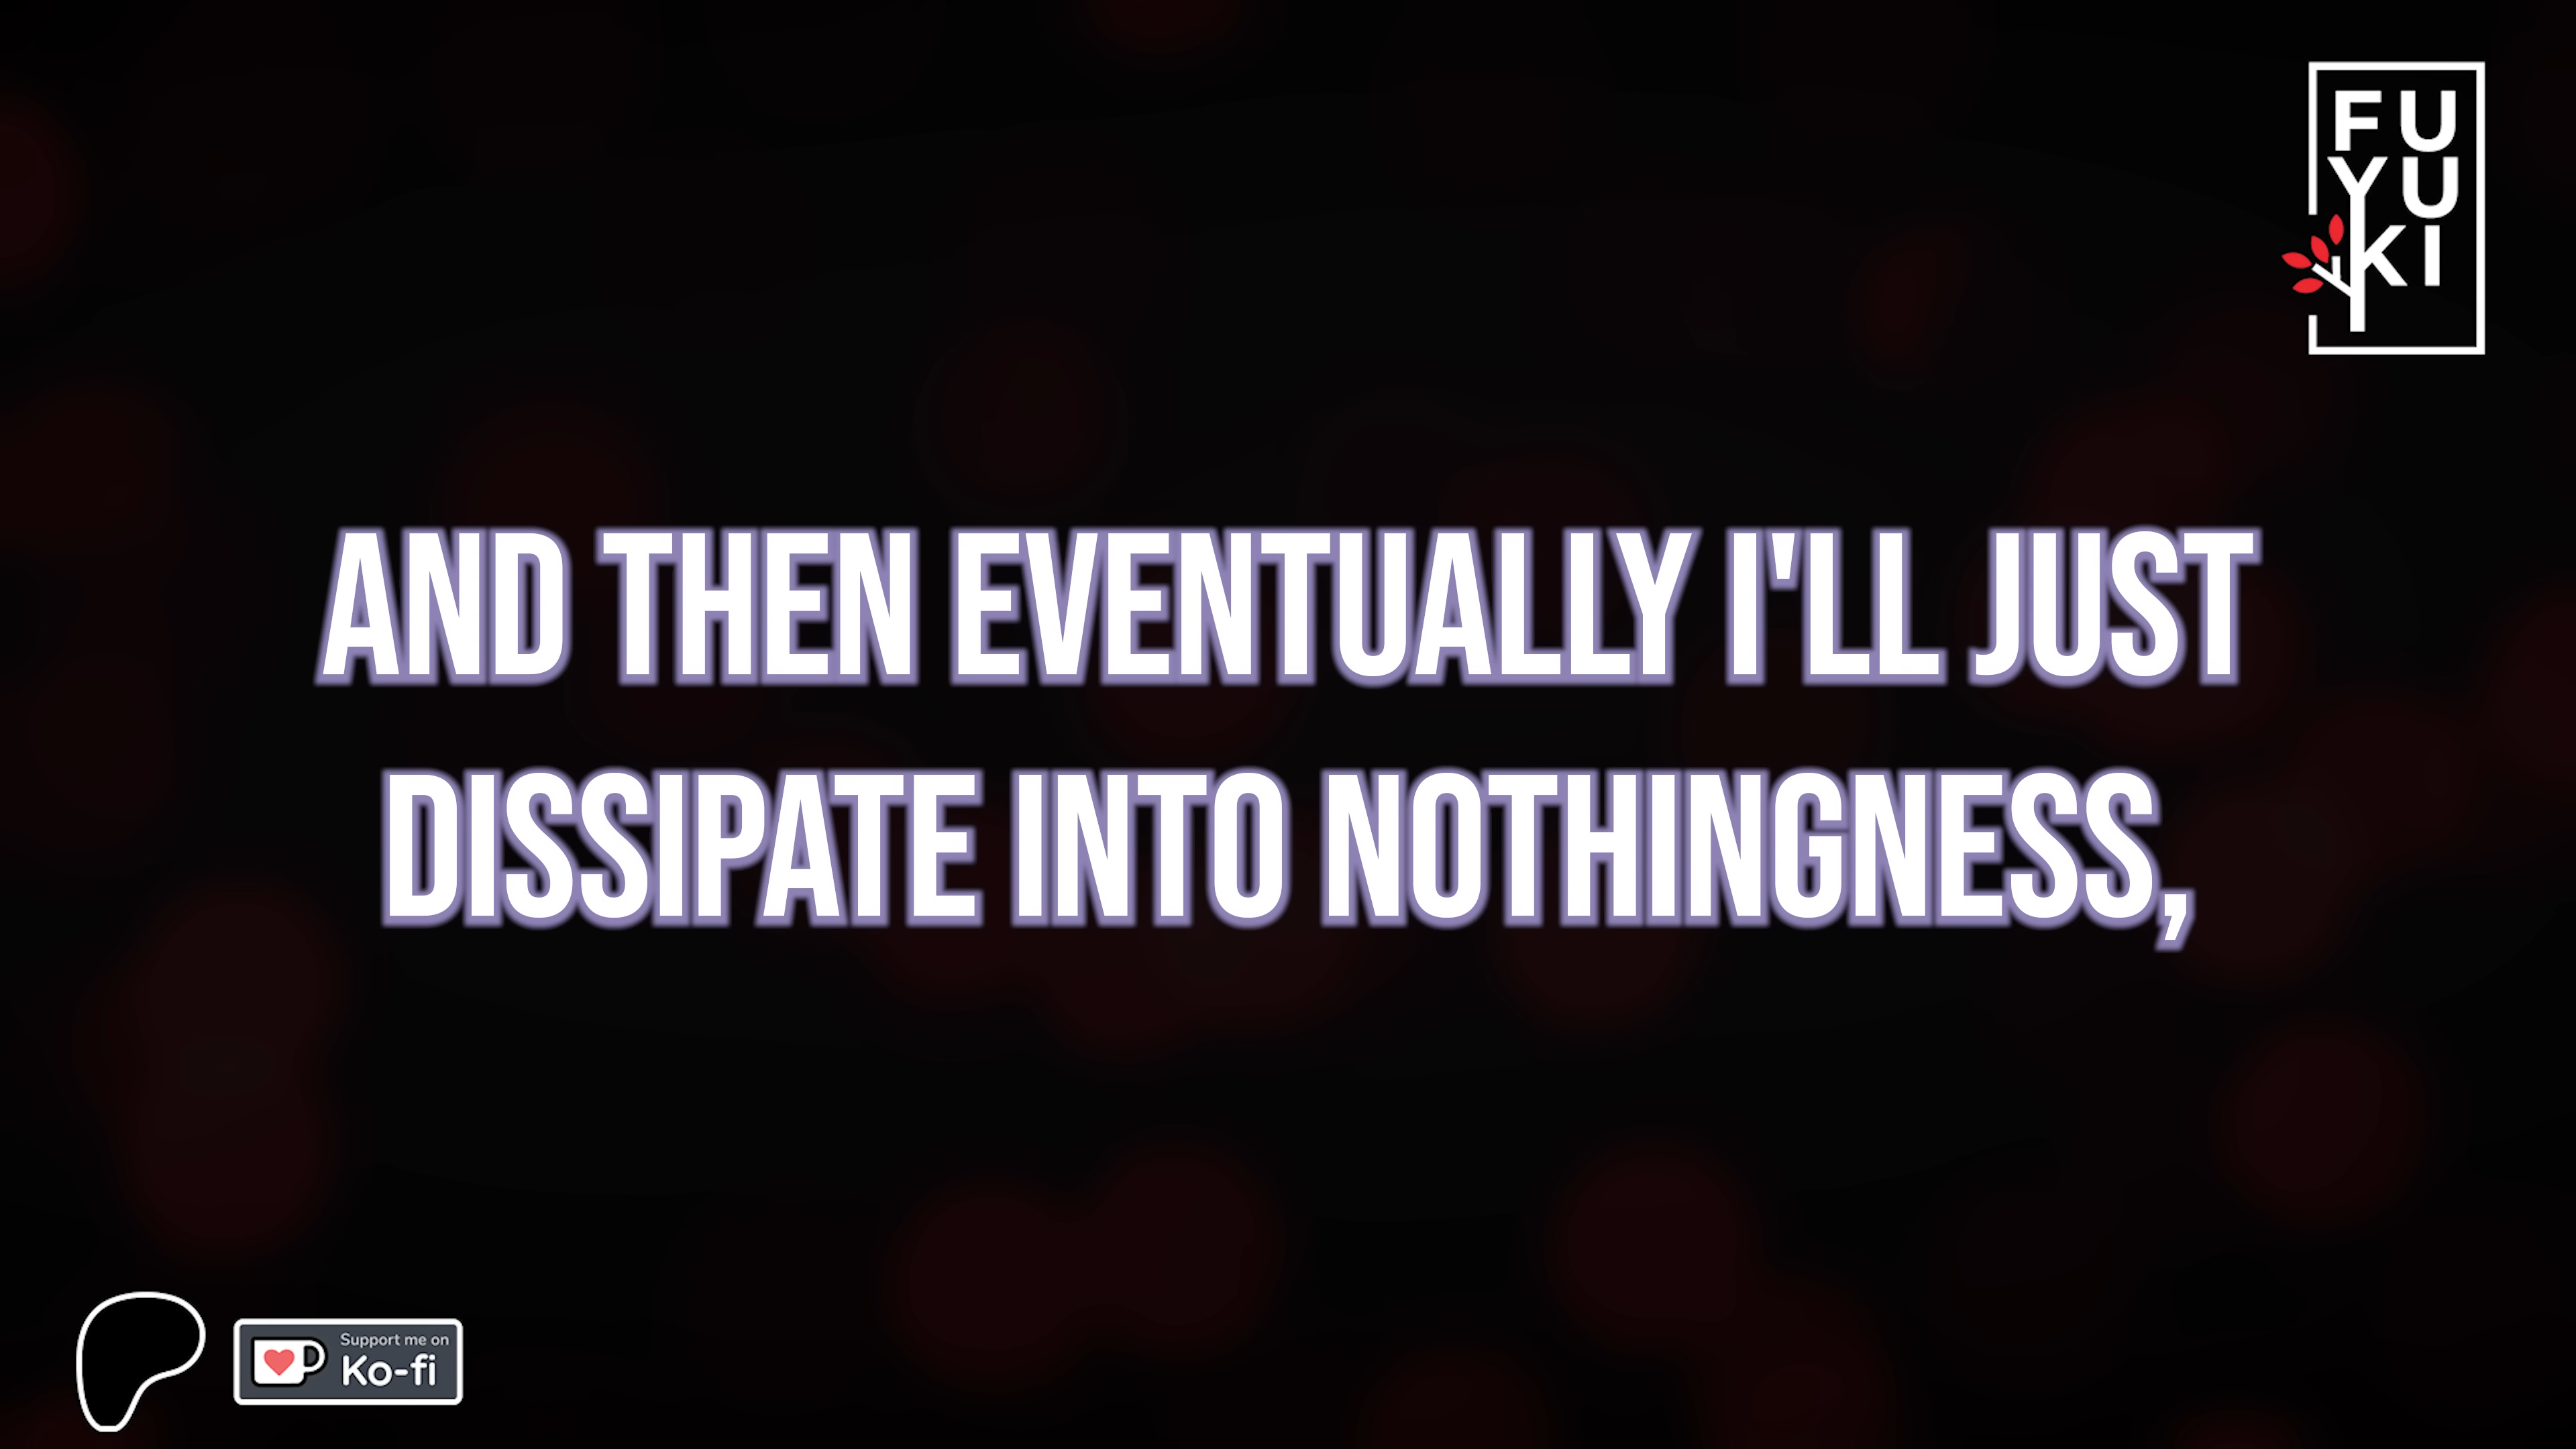 FU
YU
KI
AND THEN EVENTUALLY I'LL JUST
DISSIPATE INTO NOTHINGNESS,
Support me on
Ko-fi